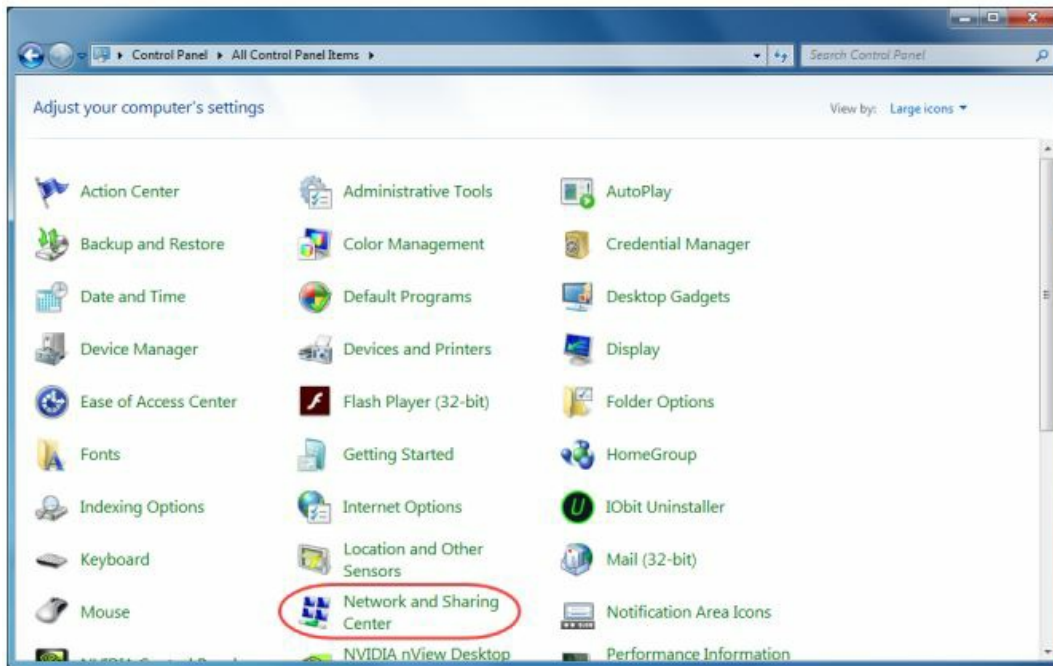 Control Panel ▸ All Control Panel Items ▸
Search Control Panel
Adjust your computer's settings
View by: Large icons
Action Center
Administrative Tools
AutoPlay
Backup and Restore
Color Management
Credential Manager
Date and Time
Default Programs
Desktop Gadgets
Device Manager
Devices and Printers
Display
Ease of Access Center
Flash Player (32-bit)
Folder Options
Fonts
Getting Started
HomeGroup
Indexing Options
Internet Options
IObit Uninstaller
Keyboard
Location and Other
Sensors
Mail (32-bit)
Mouse
Network and Sharing
Center
Notification Area Icons
NVIDIA Control Panel
NVIDIA nView Desktop
Performance Information